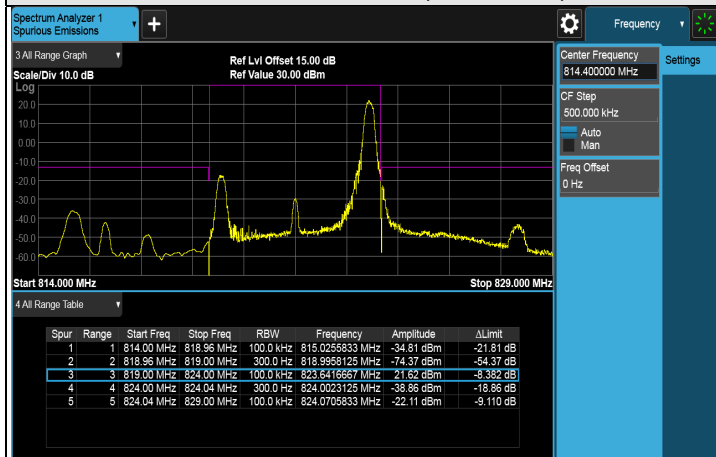 Spectrum Analyzer 1
Spurious Emissions
+
Frequency
3 All Range Graph
Ref Lvl Offset 15.00 dB
Scale/Div 10.0 dB
Ref Value 30.00 dBm
Log
20.0
10.0
0.00
-10.0
-20.0
-30.0
-40.0
-50.0
-60.0
Start 814.000 MHz
Stop 829.000 MHz
4 All Range Table
Spur Range Start Freq Stop Freq RBW Frequency Amplitude ΔLimit
1 1 814.00 MHz 818.96 MHz 100.0 kHz 815.0255833 MHz -34.81 dBm -21.81 dB
2 2 818.96 MHz 819.00 MHz 300.0 Hz 818.9958125 MHz -74.37 dBm -54.37 dB
3 3 819.00 MHz 824.00 MHz 100.0 kHz 823.6416667 MHz 21.62 dBm -8.382 dB
4 4 824.00 MHz 824.04 MHz 300.0 Hz 824.0023125 MHz -38.86 dBm -18.86 dB
5 5 824.04 MHz 829.00 MHz 100.0 kHz 824.0705833 MHz -22.11 dBm -9.110 dB
Center Frequency
814.400000 MHz
Settings
CF Step
500.000 kHz
Auto
Man
Freq Offset
0 Hz